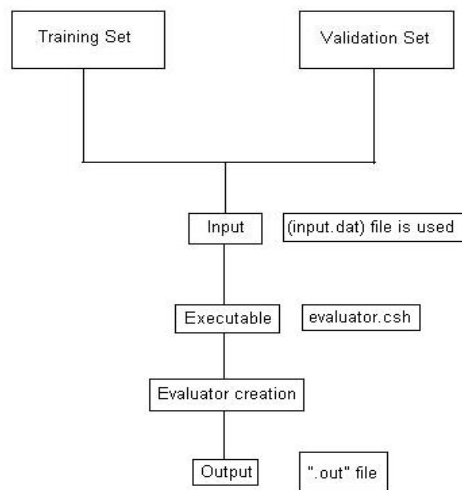 Training Set
Validation Set
Input
(input.dat) file is used
Executable
evaluator.csh
Evaluator creation
Output
".out" file